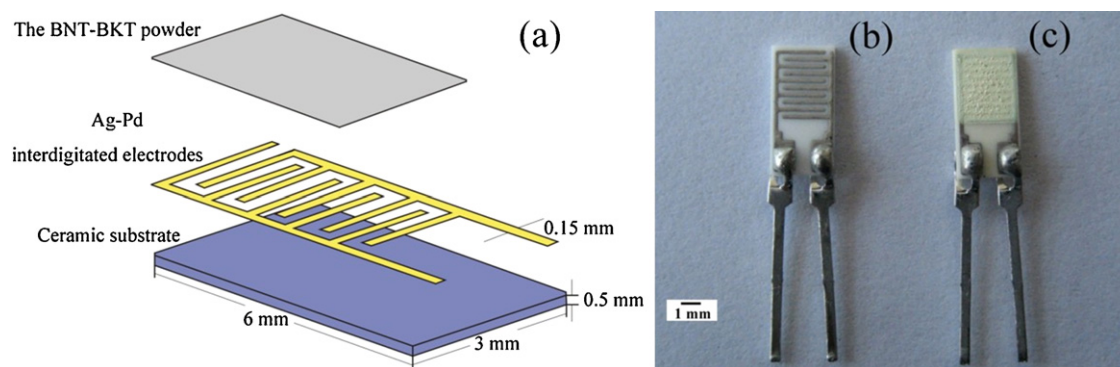 The BNT-BKT powder
(a)
Ag-Pd
interdigitated electrodes
Ceramic substrate
0.15 mm
0.5 mm
6 mm
3 mm
(b)
(c)
1 mm